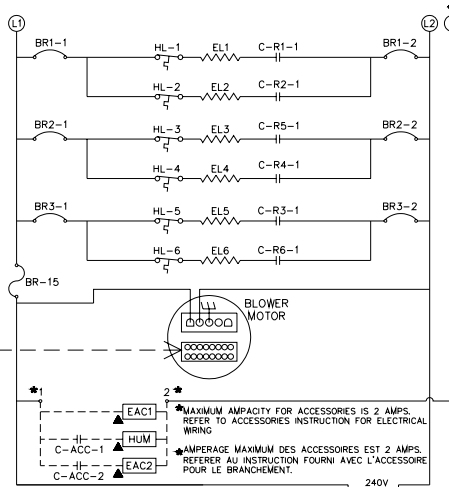 L1
L2
BR1-1
HL-1 EL1 C-R1-1
BR1-2
HL-2 EL2 C-R2-1
BR2-1
HL-3 EL3 C-R5-1
BR2-2
HL-4 EL4 C-R4-1
BR3-1
HL-5 EL5 C-R3-1
BR3-2
HL-6 EL6 C-R6-1
BR-15
BLOWER
MOTOR
*1
2*
EAC1
HUM
C-ACC-1
EAC2
C-ACC-2
*MAXIMUM AMPACITY FOR ACCESSORIES IS 2 AMPS.
REFER TO ACCESSORIES INSTRUCTION FOR ELECTRICAL
WIRING
*AMPERAGE MAXIMUM DES ACCESSOIRES EST 2 AMPS.
REFERER AU INSTRUCTION FOURNI AVEC L'ACCESSOIRE
POUR LE BRANCHEMENT.
240V